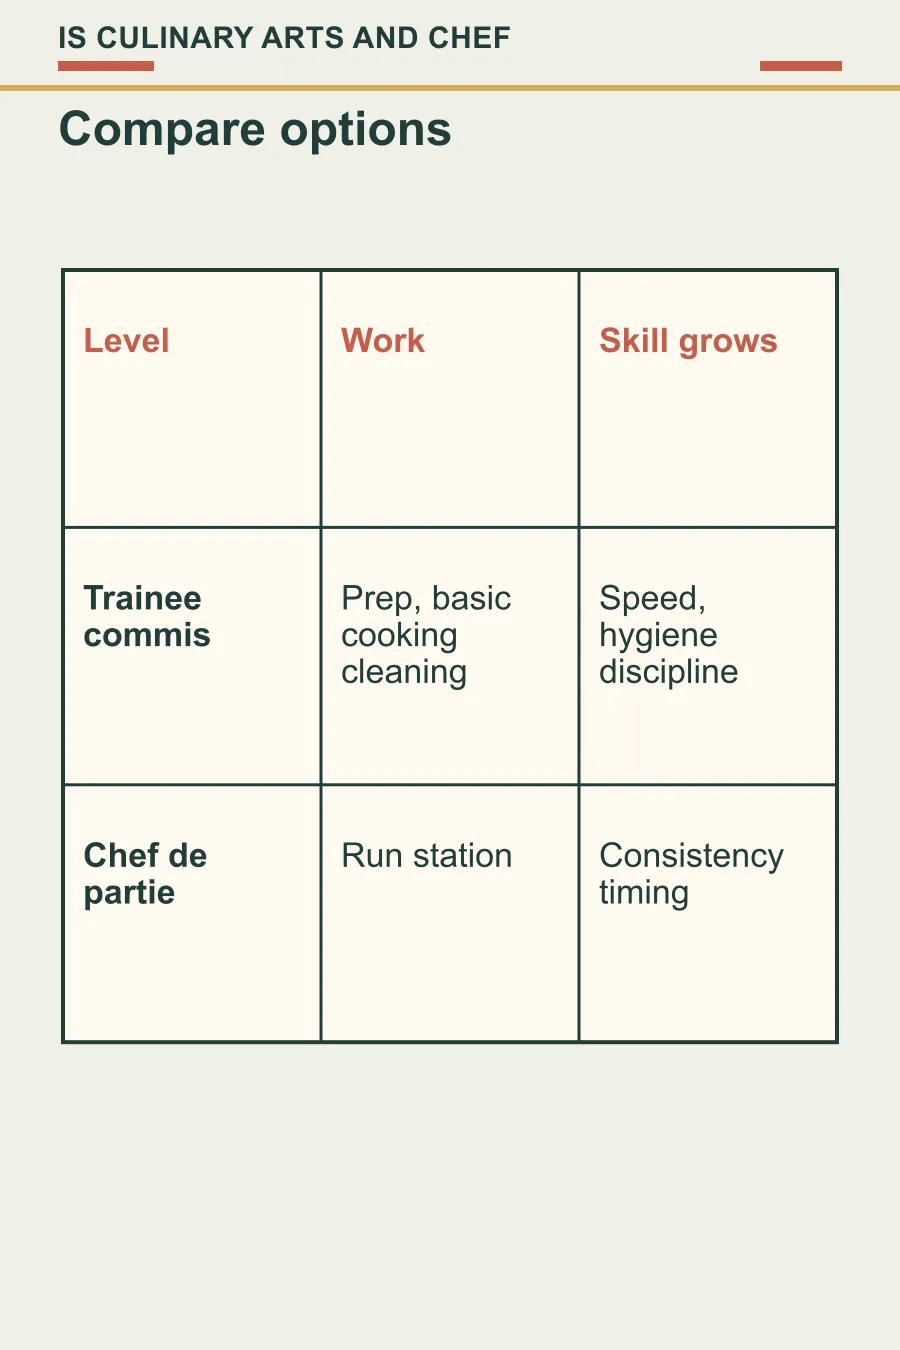 IS CULINARY ARTS AND CHEF
Compare options
Level
Work
Skill grows
Trainee
commis
Prep, basic
cooking
cleaning
Speed,
hygiene
discipline
Chef de
partie
Run station
Consistency
timing